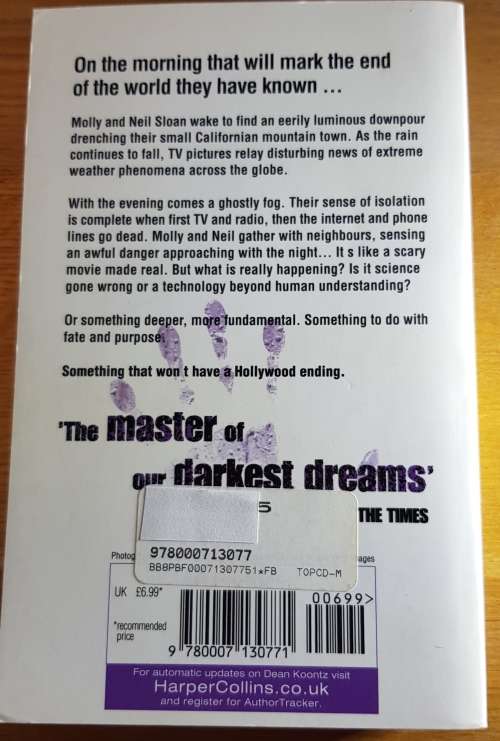 On the morning that will mark the end
of the world they have known ...
Molly and Neil Sloan wake to find an eerily luminous downpour
drenching their small Californian mountain town. As the rain
continues to fall, TV pictures relay disturbing news of extreme
weather phenomena across the globe.
With the evening comes a ghostly fog. Their sense of isolation
is complete when first TV and radio, then the internet and phone
lines go dead. Molly and Neil gather with neighbours, sensing
an awful danger approaching with the night... It s like a scary
movie made real. But what is really happening? Is it science
gone wrong or a technology beyond human understanding?
Or something deeper, more fundamental. Something to do with
fate and purpose.
Something that won t have a Hollywood ending.
'The master of
our darkest dreams'
5
THE TIMES
978000713077
BB8PBF00071307751*FB TOPCD-M
UK £6.99*
*recommended
price
00699>
9 780007 130771
For automatic updates on Dean Koontz visit
HarperCollins.co.uk
and register for AuthorTracker.